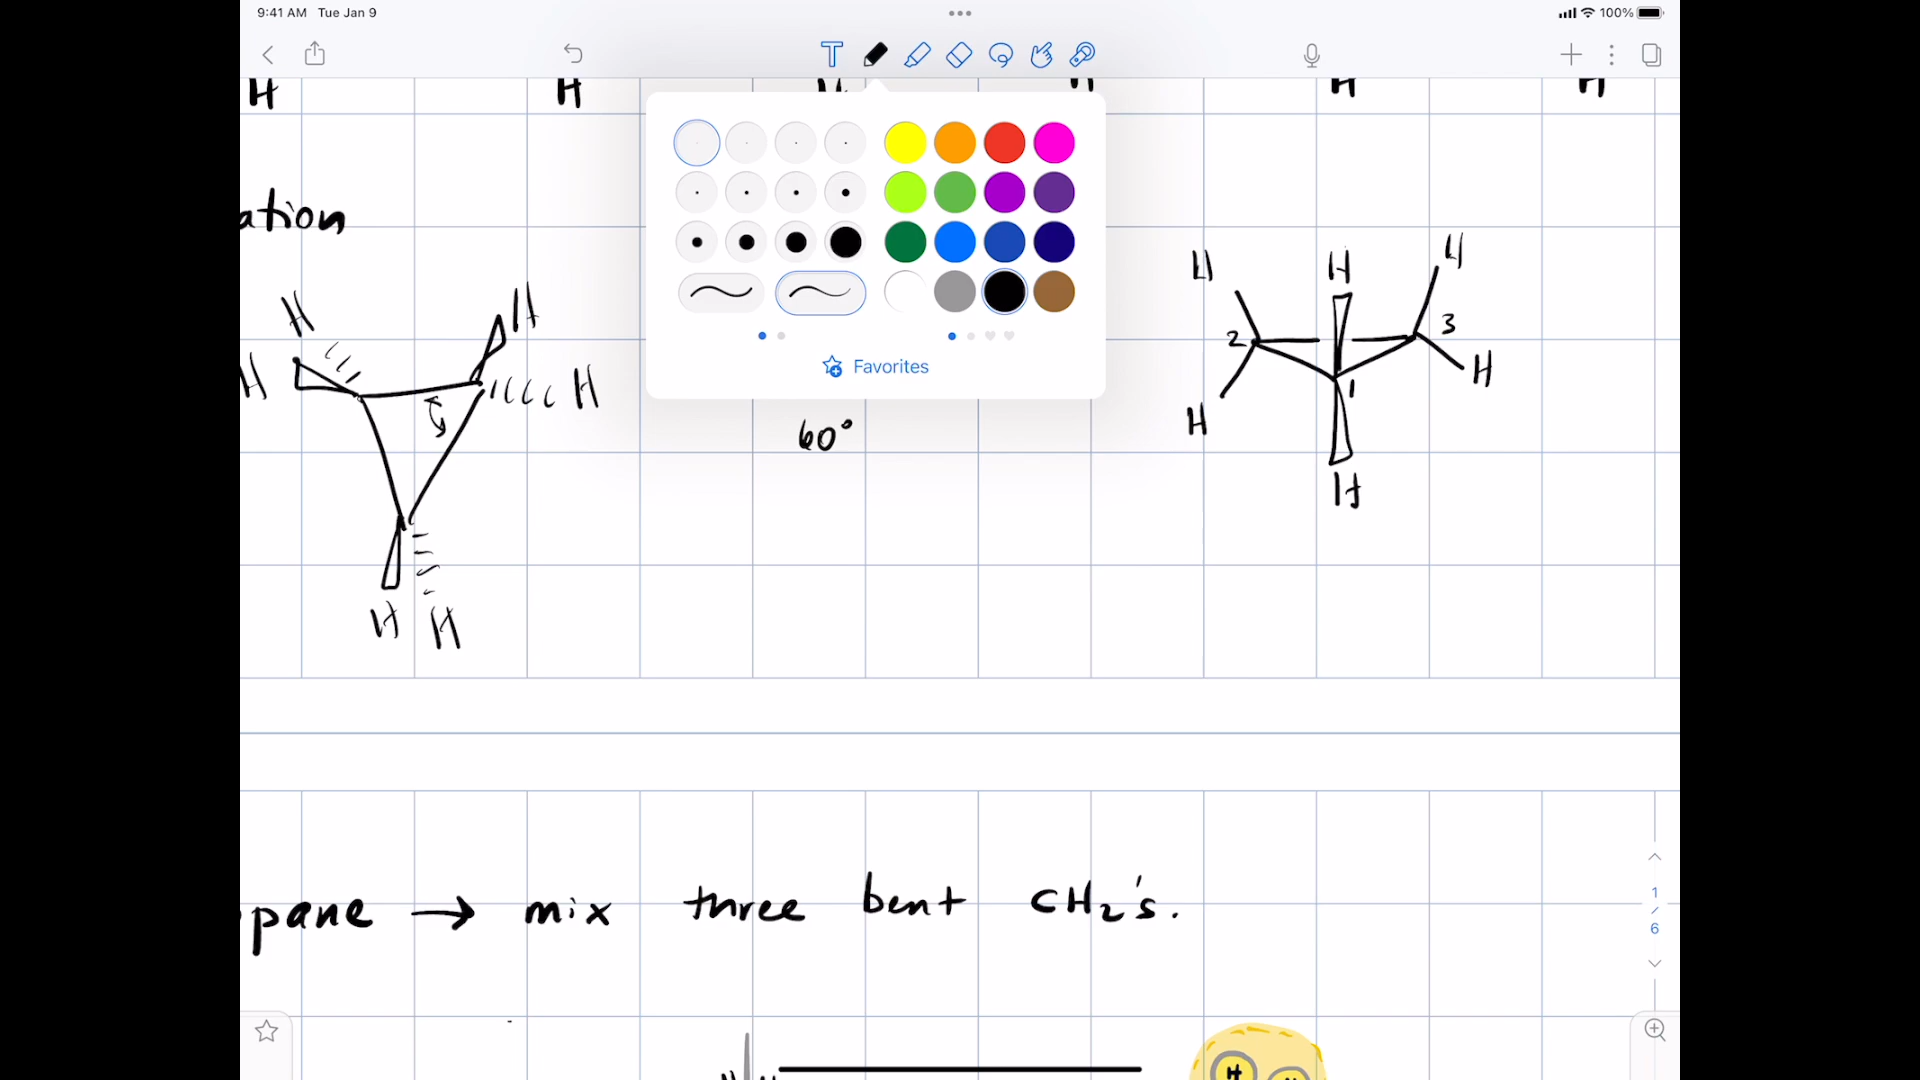 9:41 AM Tue Jan 9
100%
T
H H H H
ation
Favorites
H H
H H
H H
60°
H H H
2 3
1
H H
H
1
/
6
pane → mix three bent CH₂'s.
H